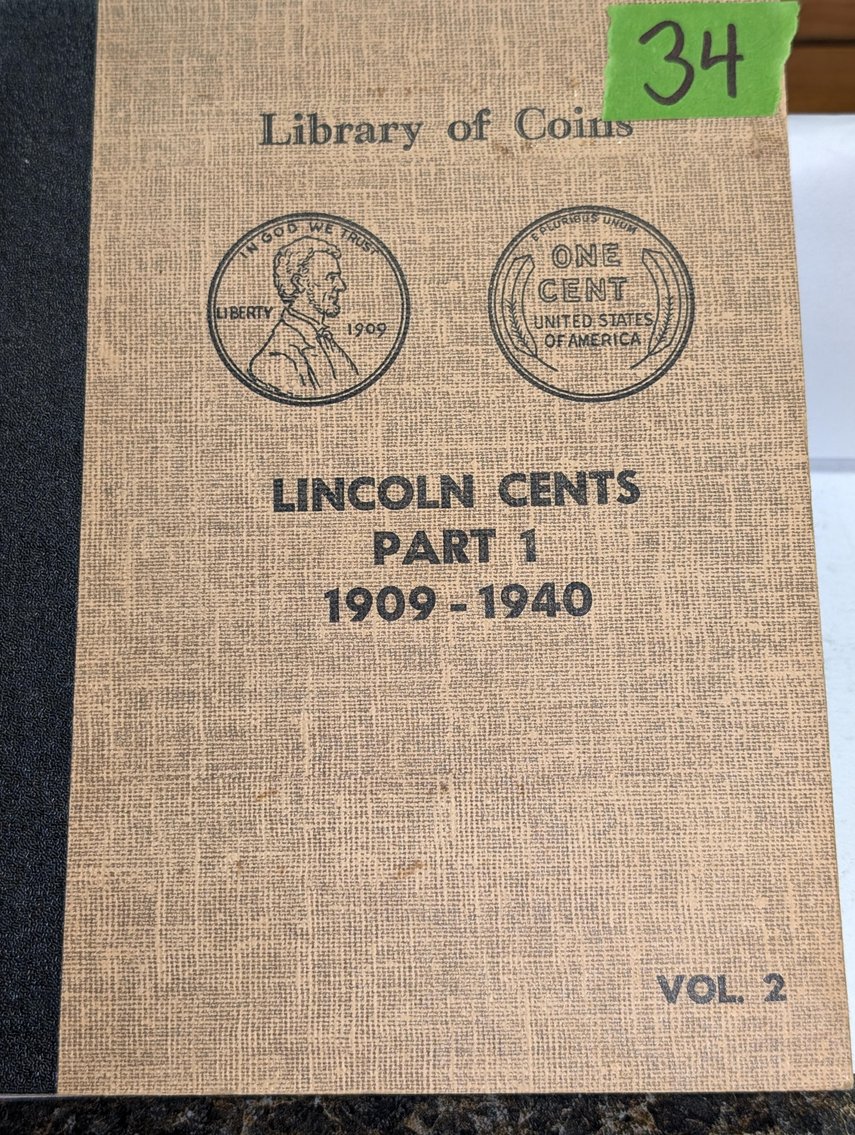 34
Library of Coins
IN GOD WE TRUST
LIBERTY
1909
E PLURIBUS UNUM
ONE
CENT
UNITED STATES
OF AMERICA
LINCOLN CENTS
PART 1
1909 - 1940
VOL. 2